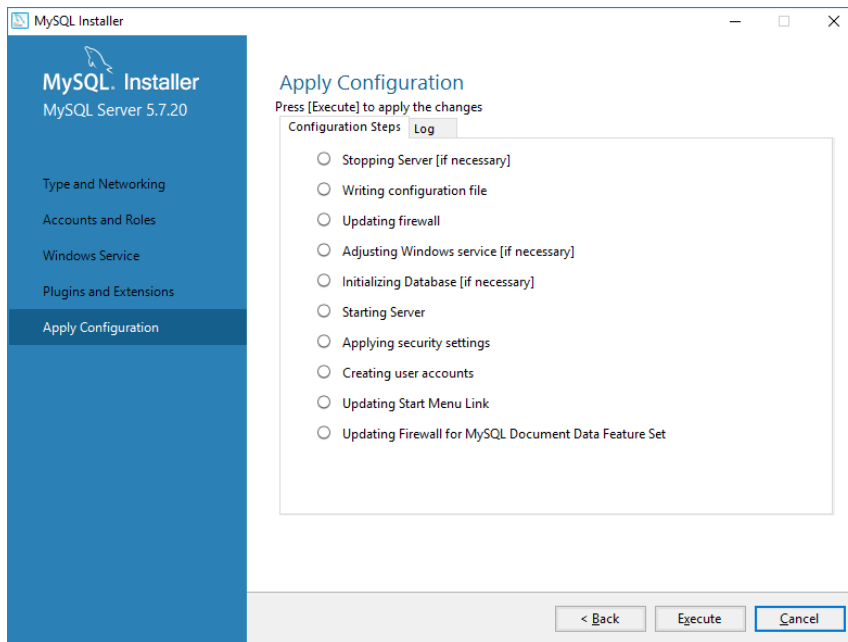 MySQL Installer
MySQL. Installer
MySQL Server 5.7.20
Type and Networking
Accounts and Roles
Windows Service
Plugins and Extensions
Apply Configuration
Apply Configuration
Press [Execute] to apply the changes
Configuration Steps Log
Stopping Server [if necessary]
Writing configuration file
Updating firewall
Adjusting Windows service [if necessary]
Initializing Database [if necessary]
Starting Server
Applying security settings
Creating user accounts
Updating Start Menu Link
Updating Firewall for MySQL Document Data Feature Set
< Back Execute Cancel